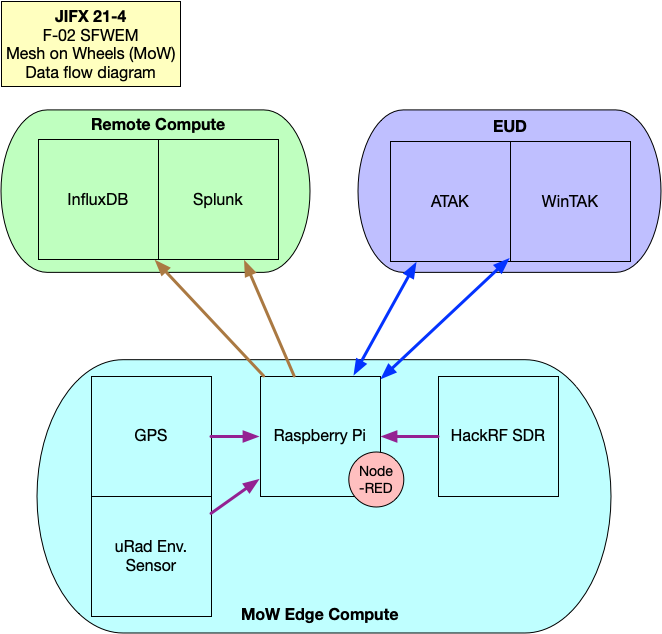 JIFX 21-4
F-02 SFWEM
Mesh on Wheels (MoW)
Data flow diagram
Remote Compute
InfluxDB
Splunk
EUD
ATAK
WinTAK
GPS
Raspberry Pi
HackRF SDR
Node
-RED
uRad Env.
Sensor
MoW Edge Compute